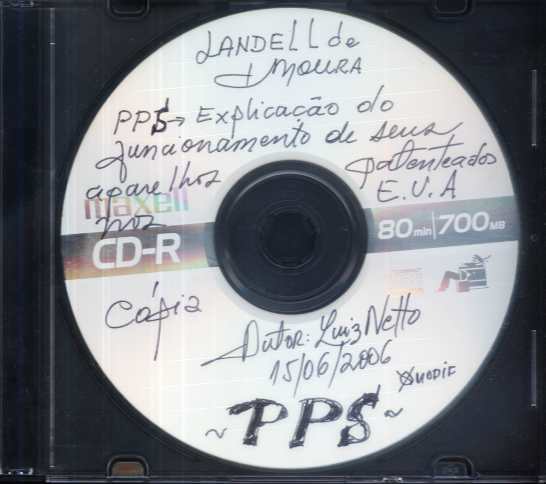 LANDELL de
MOURA
PPS → Explicação do
funcionamento de seus
aparelhos patenteados
nos E.U.A
maxell
CD-R
80 min | 700 MB
Cópia
Autor: Luiz Netto
15/06/2006
~ PPS ~